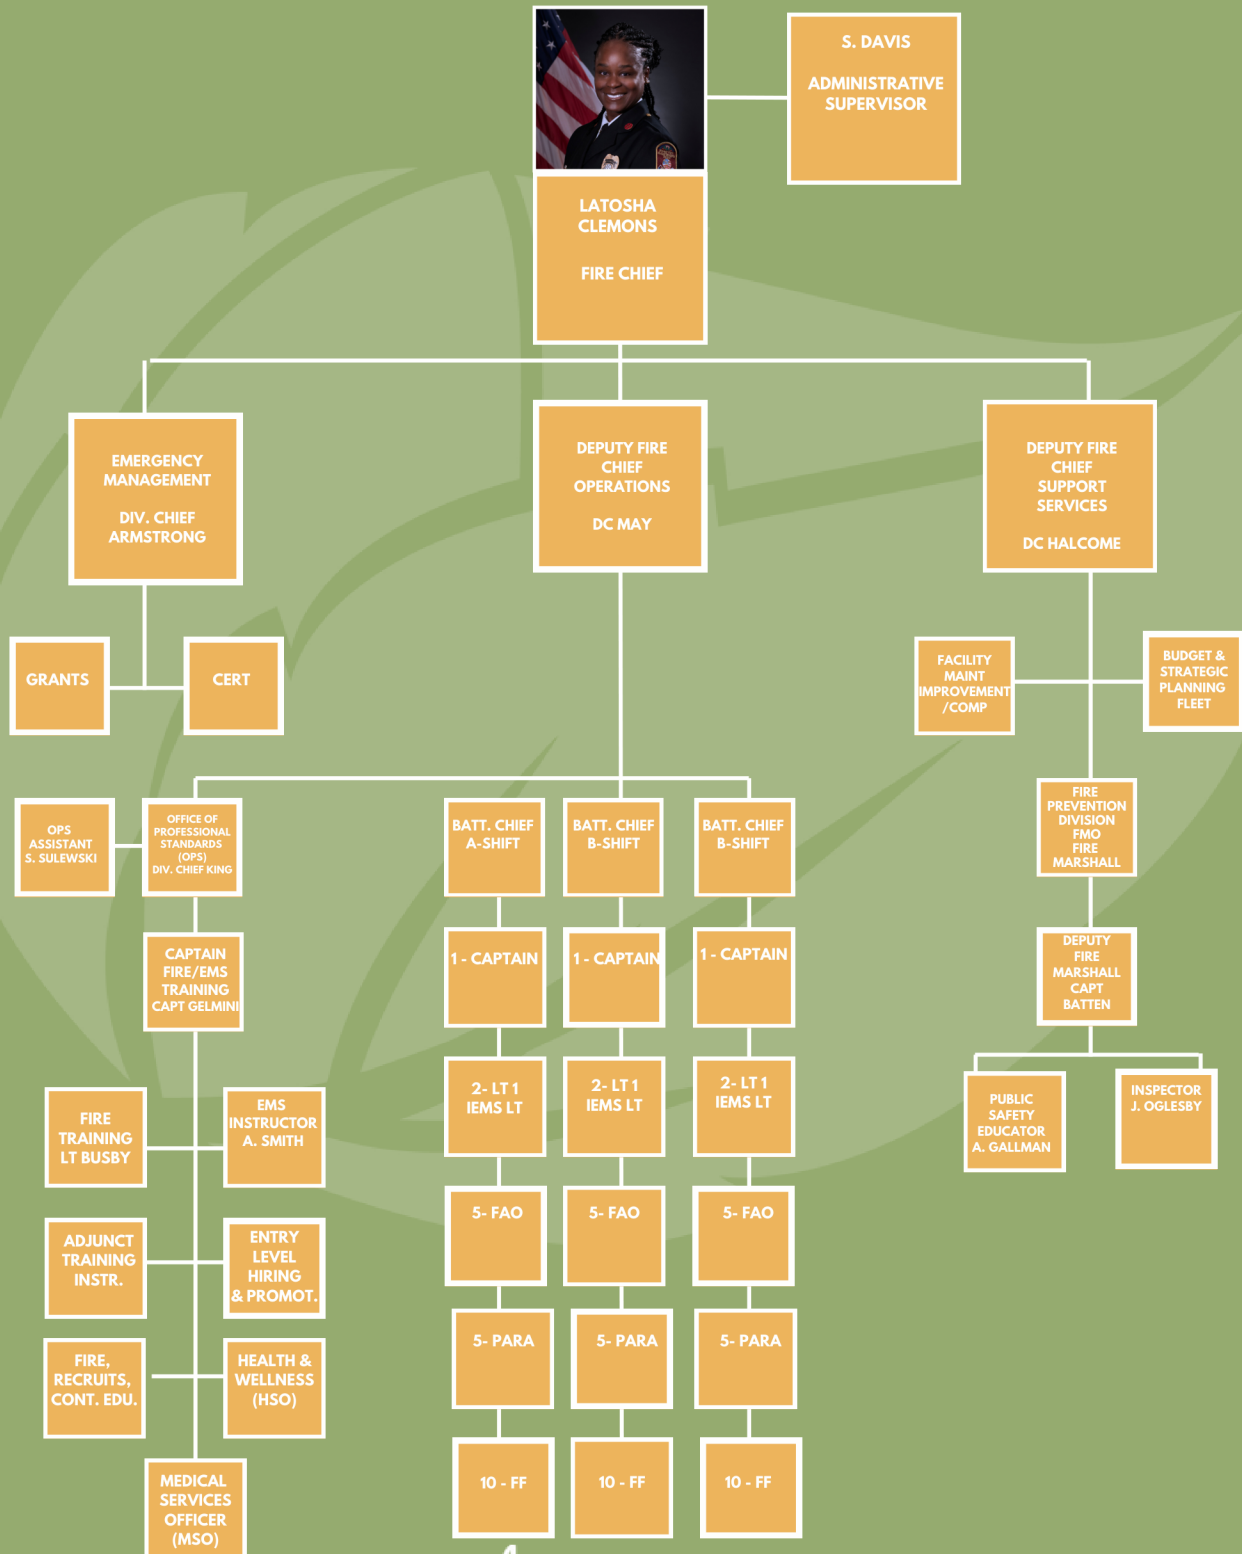 S. DAVIS
ADMINISTRATIVE
SUPERVISOR
LATOSHA
CLEMONS
FIRE CHIEF
EMERGENCY
MANAGEMENT
DIV. CHIEF
ARMSTRONG
DEPUTY FIRE
CHIEF
OPERATIONS
DC MAY
DEPUTY FIRE
CHIEF
SUPPORT
SERVICES
DC HALCOME
GRANTS
CERT
FACILITY
MAINT
IMPROVEMENT
/COMP
BUDGET &
STRATEGIC
PLANNING
FLEET
OPS
ASSISTANT
S. SULEWSKI
OFFICE OF
PROFESSIONAL
STANDARDS
(OPS)
DIV. CHIEF KING
BATT. CHIEF
A-SHIFT
BATT. CHIEF
B-SHIFT
BATT. CHIEF
B-SHIFT
FIRE
PREVENTION
DIVISION
FMO
FIRE
MARSHALL
CAPTAIN
FIRE/EMS
TRAINING
CAPT GELMINI
1 - CAPTAIN
1 - CAPTAIN
1 - CAPTAIN
DEPUTY
FIRE
MARSHALL
CAPT
BATTEN
2- LT 1
IEMS LT
2- LT 1
IEMS LT
2- LT 1
IEMS LT
PUBLIC
SAFETY
EDUCATOR
A. GALLMAN
INSPECTOR
J. OGLESBY
FIRE
TRAINING
LT BUSBY
EMS
INSTRUCTOR
A. SMITH
5- FAO
5- FAO
5- FAO
ADJUNCT
TRAINING
INSTR.
ENTRY
LEVEL
HIRING
& PROMOT.
5- PARA
5- PARA
5- PARA
FIRE,
RECRUITS,
CONT. EDU.
HEALTH &
WELLNESS
(HSO)
10 - FF
10 - FF
10 - FF
MEDICAL
SERVICES
OFFICER
(MSO)